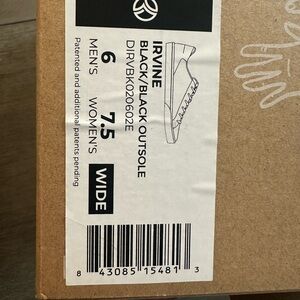 IRVINE
BLACK/BLACK OUTSOLE
DIRVBK020602E
6 7.5 WIDE
MEN'S WOMEN'S
Patented and additional patents pending
8 43085 15481 3